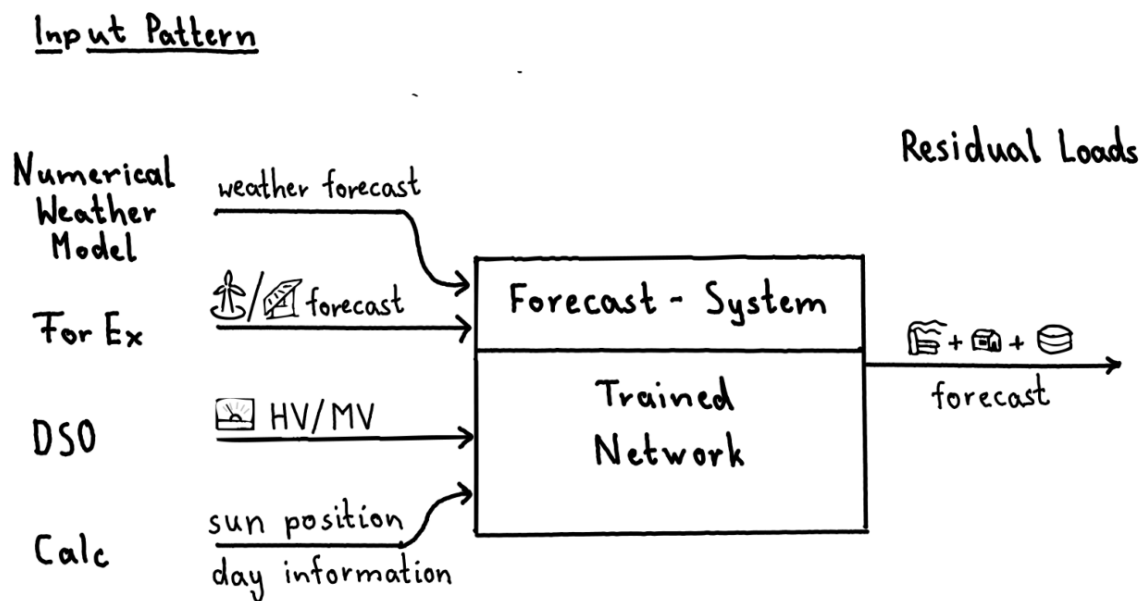 Input Pattern
Residual Loads
Numerical
Weather
Model
weather forecast
For Ex
/ forecast
DSO
HV/MV
Calc
sun position
day information
Forecast - System
Trained
Network
+ +
forecast